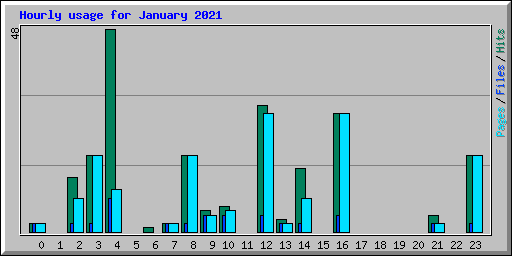 Hourly usage for January 2021
48
Pages / Files / Hits
0 1 2 3 4 5 6 7 8 9 10 11 12 13 14 15 16 17 18 19 20 21 22 23